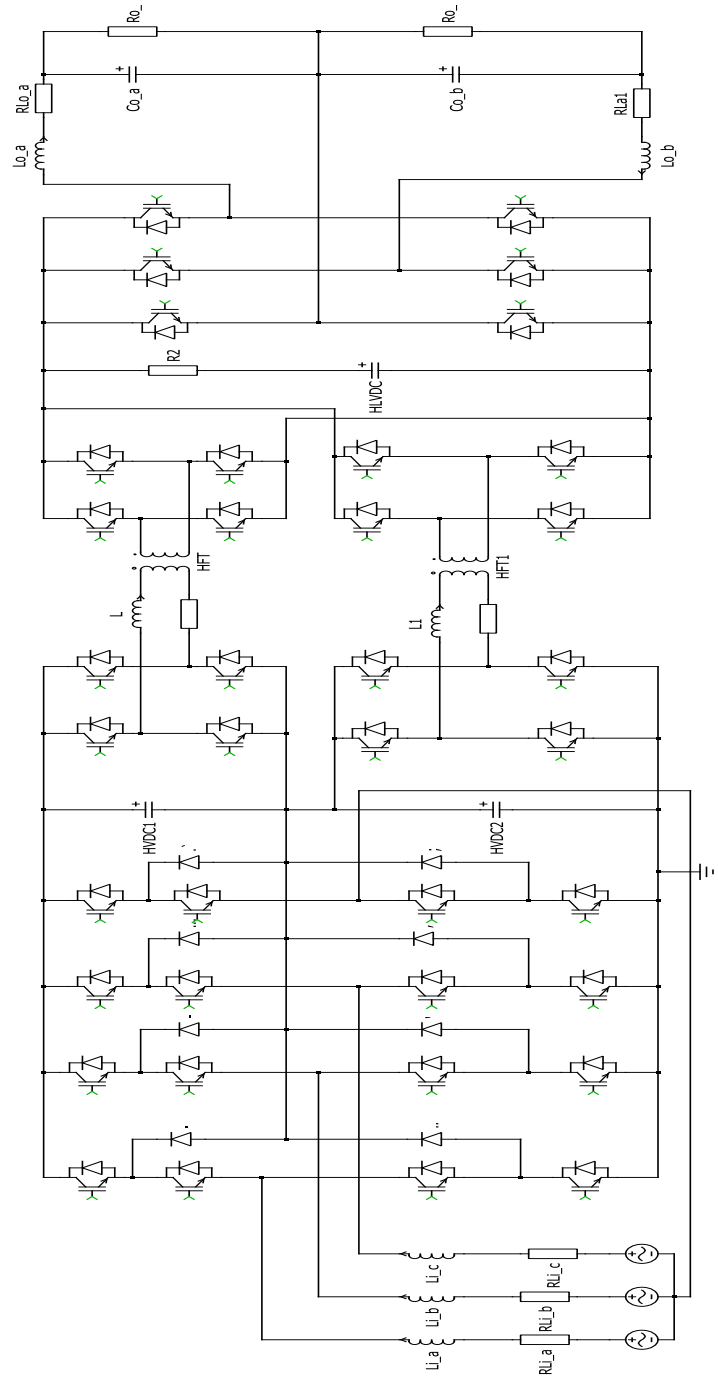 Ro_
Ro_
Co_a
Co_b
RLo_a
RLa1
Lo_a
Lo_b
R2
HLVDC
HFT
HFT1
L
L1
HVDC1
HVDC2
Li_c
RLi_c
Li_b
RLi_b
Li_a
RLi_a